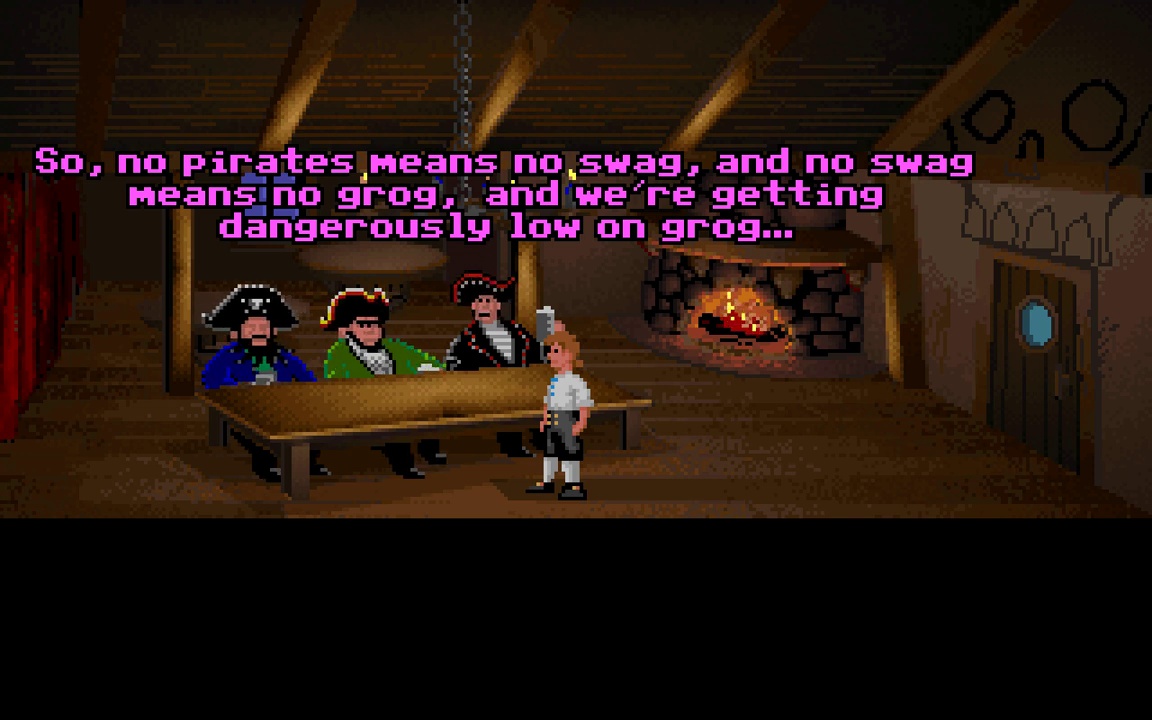 So, no pirates means no swag, and no swag
means no grog, and we're getting
dangerously low on grog...